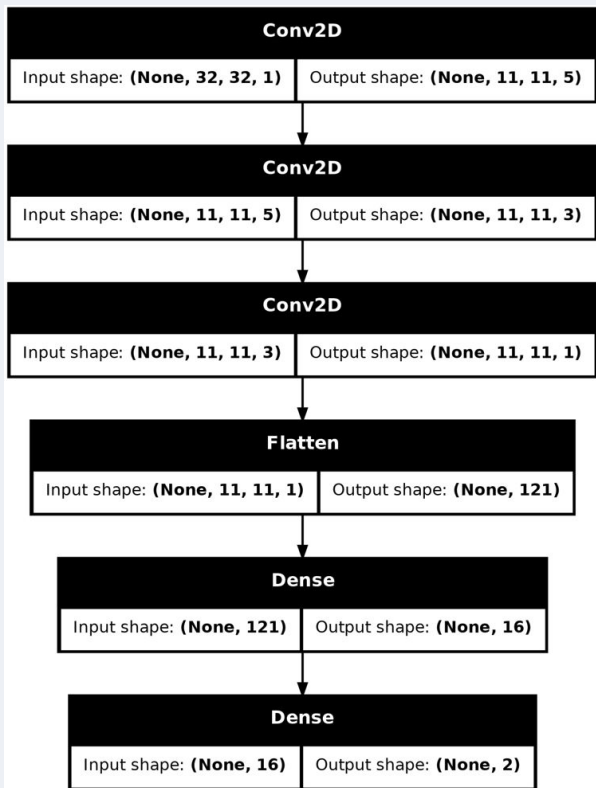 Conv2D
Input shape: (None, 32, 32, 1) Output shape: (None, 11, 11, 5)
Conv2D
Input shape: (None, 11, 11, 5) Output shape: (None, 11, 11, 3)
Conv2D
Input shape: (None, 11, 11, 3) Output shape: (None, 11, 11, 1)
Flatten
Input shape: (None, 11, 11, 1) Output shape: (None, 121)
Dense
Input shape: (None, 121) Output shape: (None, 16)
Dense
Input shape: (None, 16) Output shape: (None, 2)